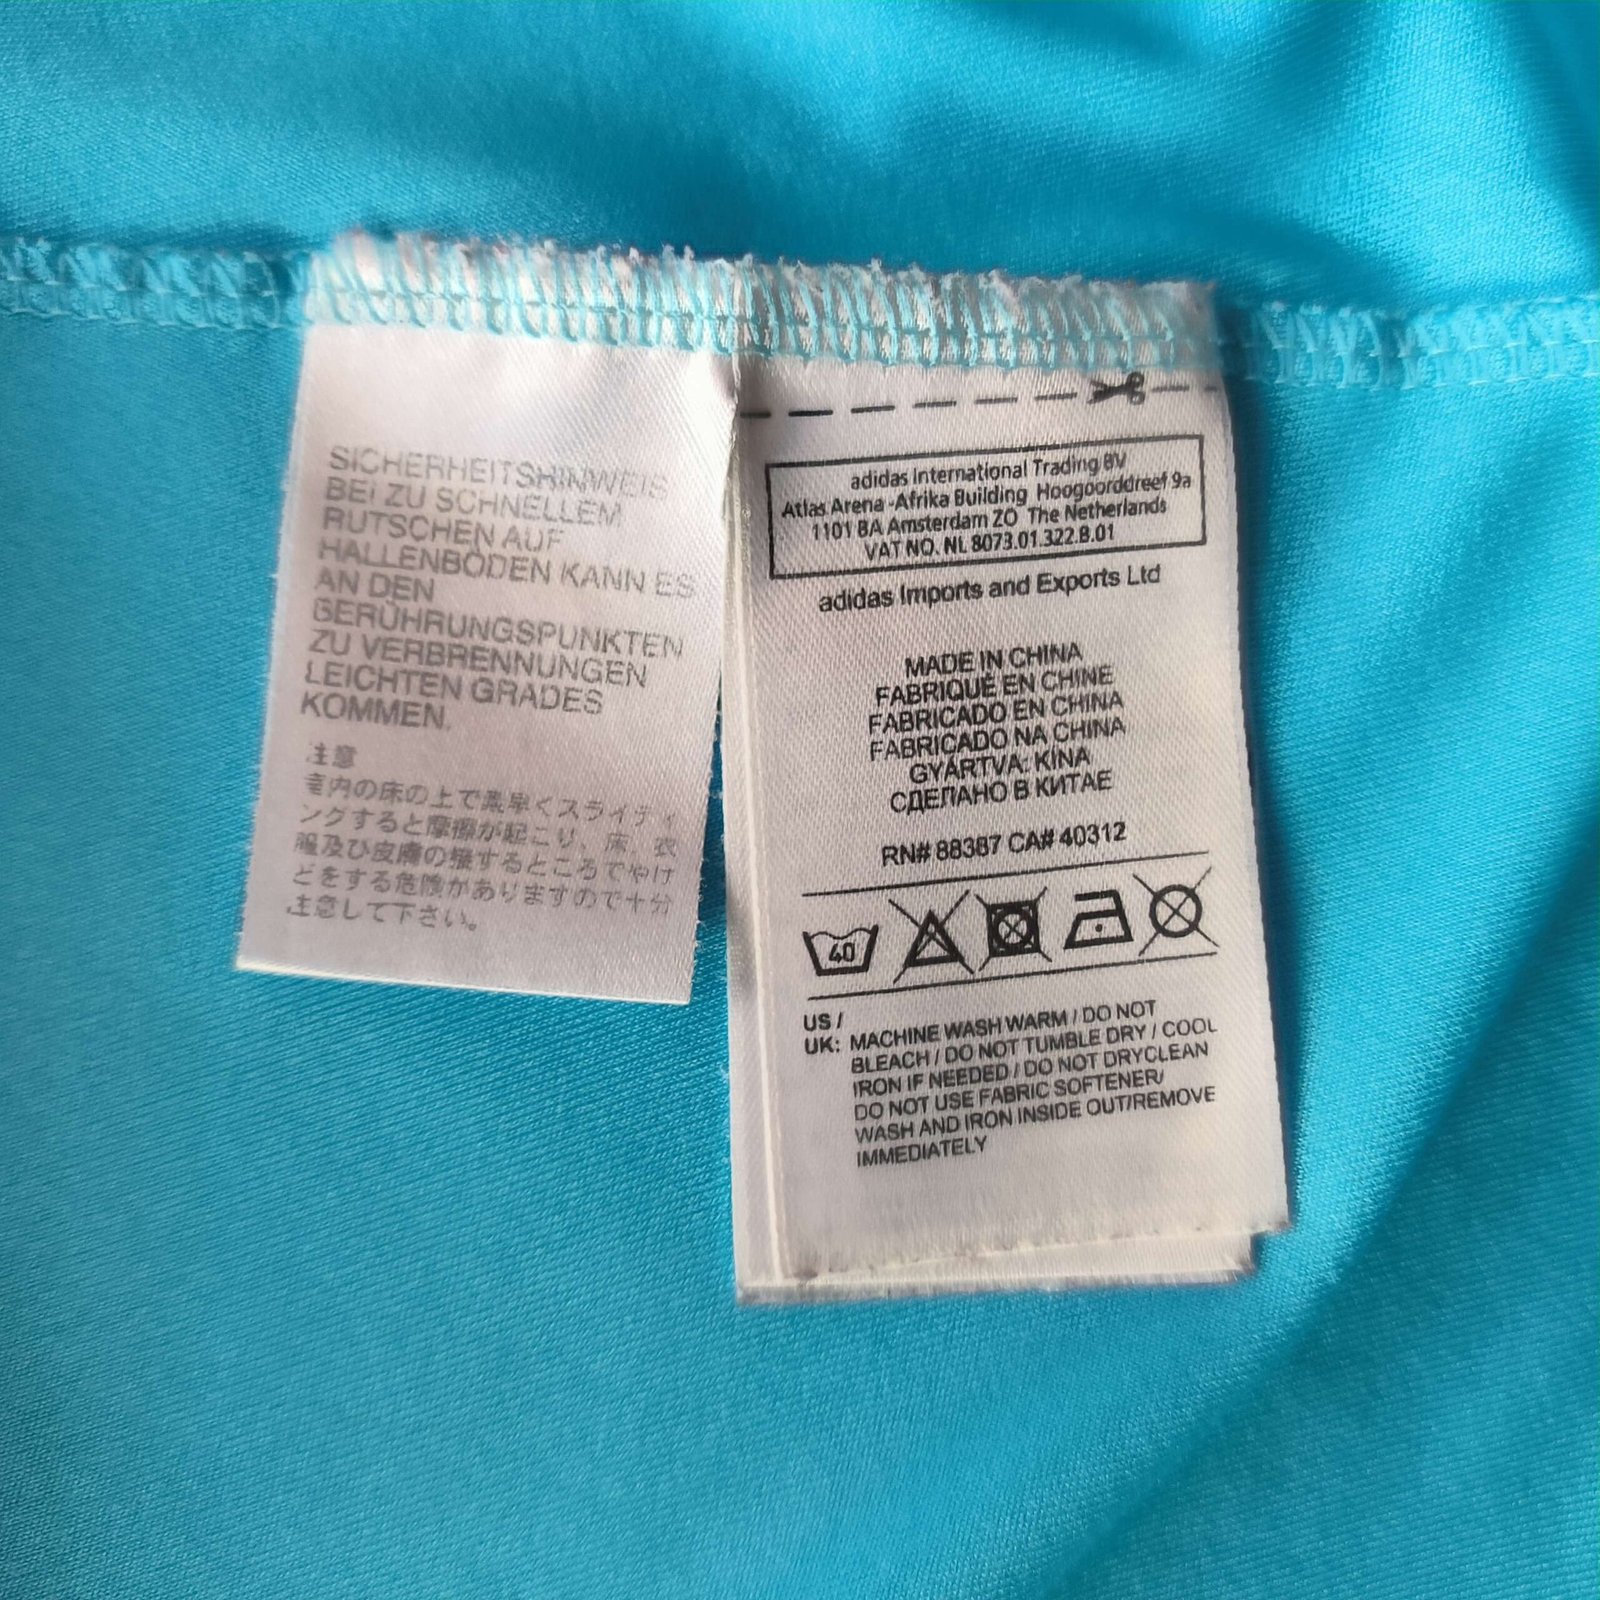 SICHERHEITSHINWEIS
BEI ZU SCHNELLEM
RUTSCHEN AUF
HALLENBÖDEN KANN ES
AN DEN
BERÜHRUNGSPUNKTEN
ZU VERBRENNUNGEN
LEICHTEN GRADES
KOMMEN.
注意
室内の床の上で素早くスライディ
ングすると摩擦が起こり、床、衣
服及び皮膚の接するところでやけ
どをする危険がありますので十分
注意して下さい。
adidas International Trading BV
Atlas Arena -Afrika Building Hoogoorddreef 9a
1101 BA Amsterdam ZO The Netherlands
VAT NO. NL 8073.01.322.B.01
adidas Imports and Exports Ltd
MADE IN CHINA
FABRIQUÉ EN CHINE
FABRICADO EN CHINA
FABRICADO NA CHINA
GYÁRTVA: KÍNA
СДЕЛАНО В КИТАЕ
RN# 88387 CA# 40312
40
US /
UK: MACHINE WASH WARM / DO NOT
BLEACH / DO NOT TUMBLE DRY / COOL
IRON IF NEEDED / DO NOT DRYCLEAN
DO NOT USE FABRIC SOFTENER/
WASH AND IRON INSIDE OUT/REMOVE
IMMEDIATELY